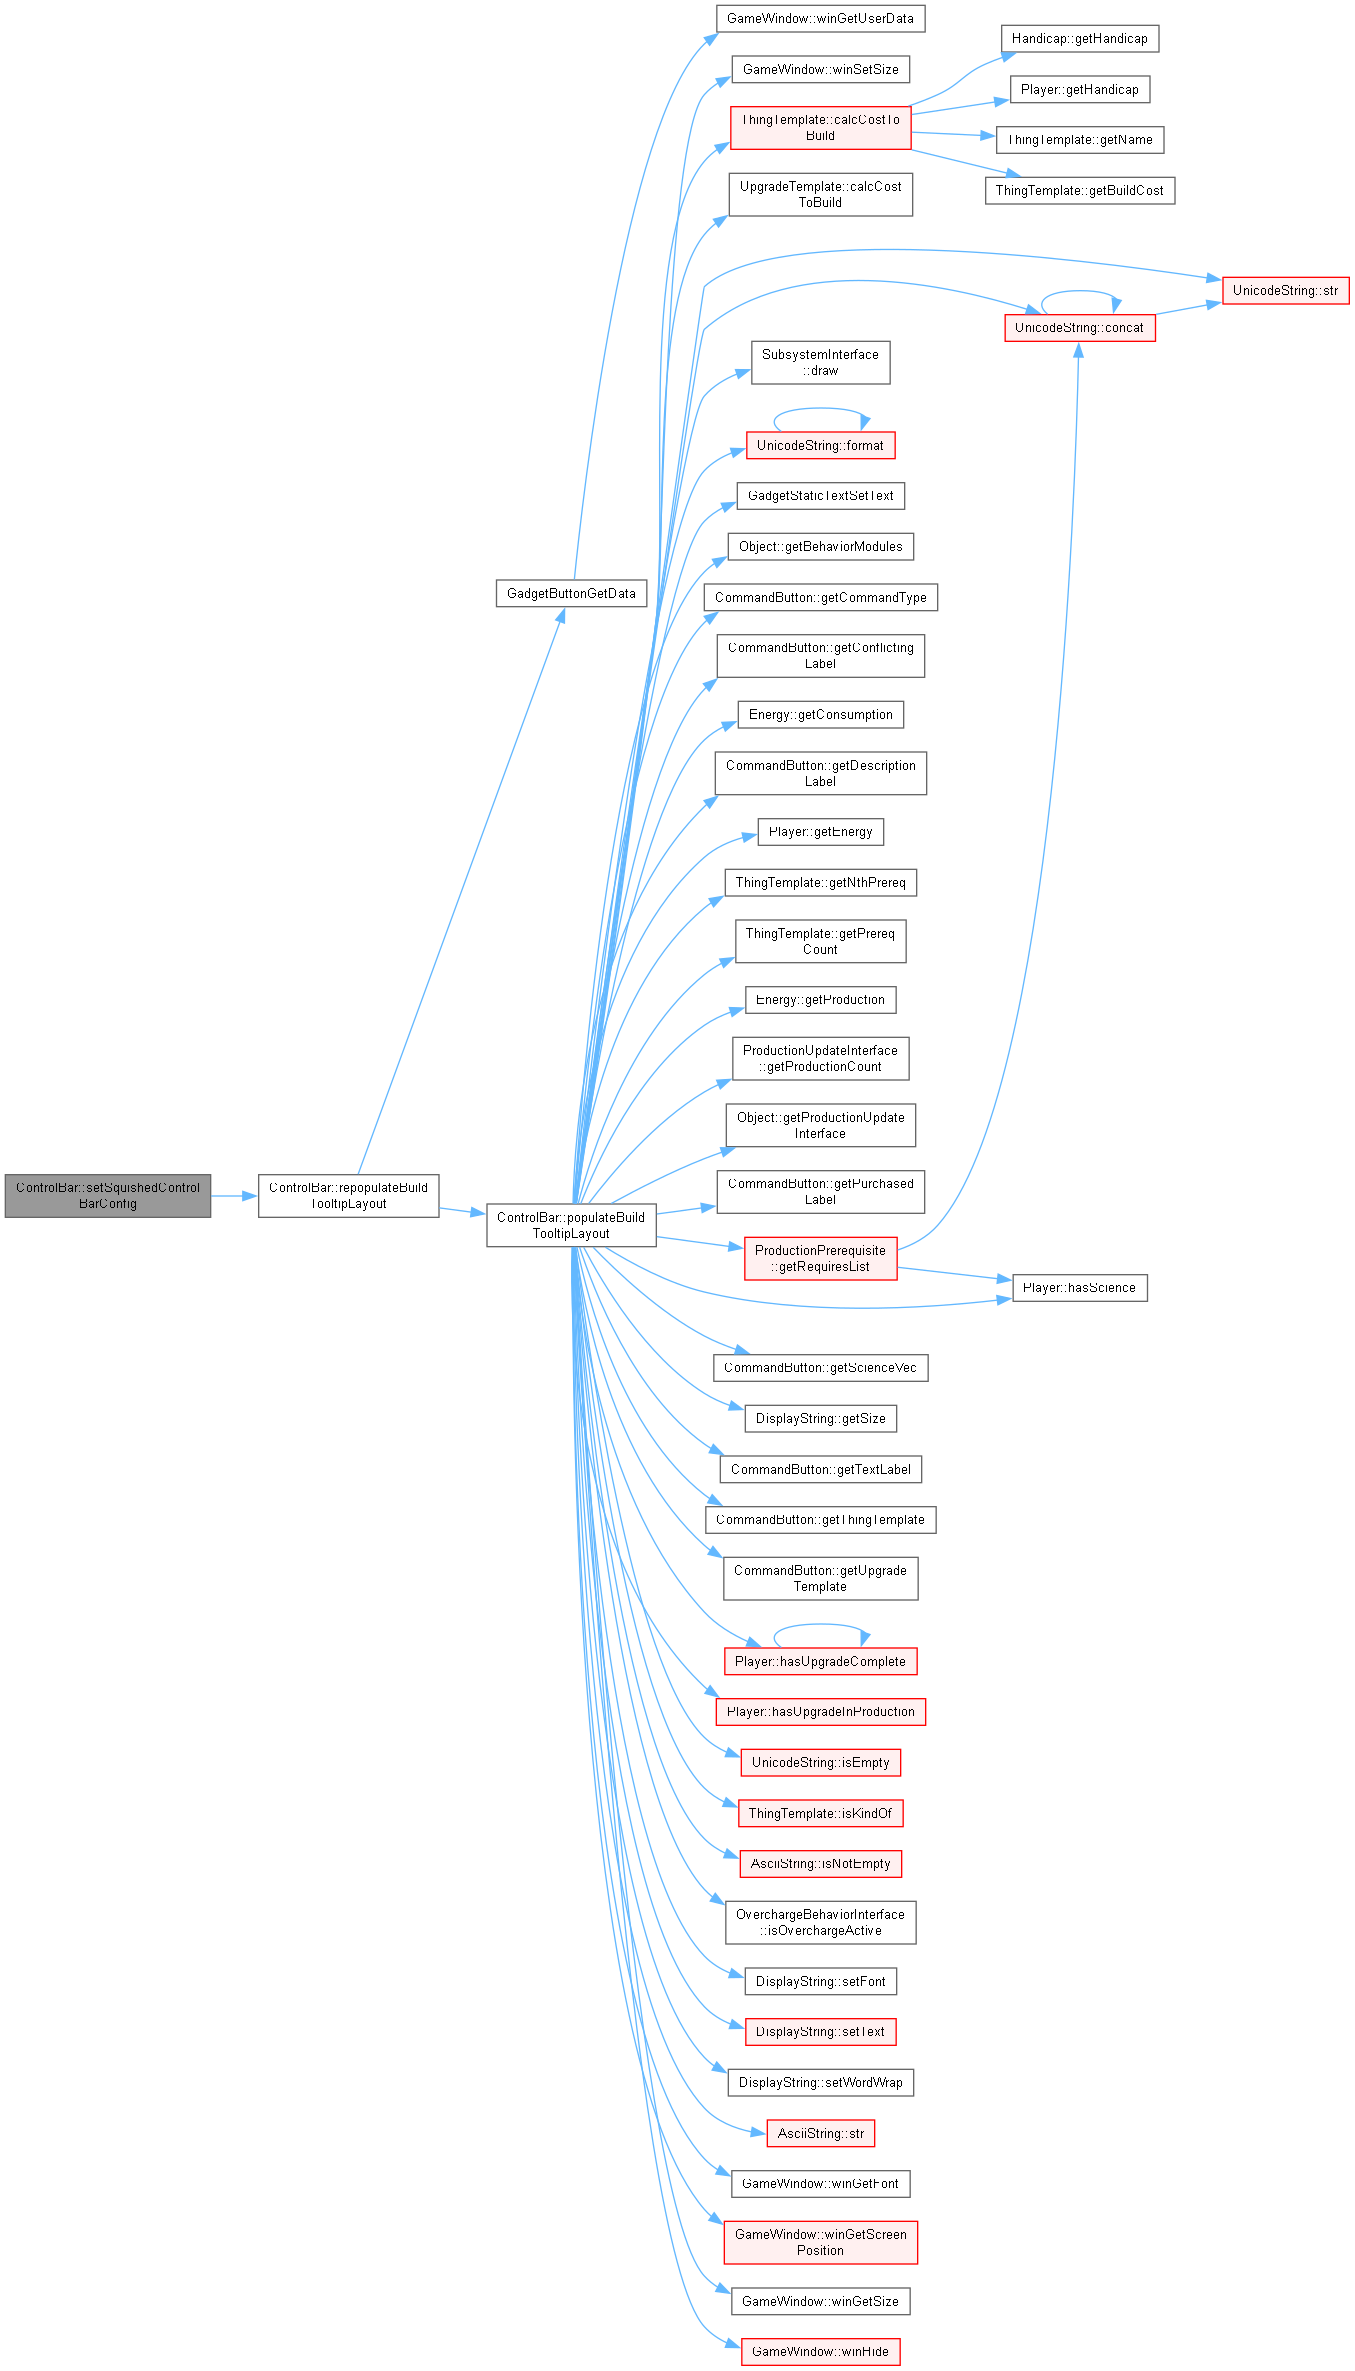 GameWindow::winGetUserData
GameWindow::winSetSize
ThingTemplate::calcCostTo
Build
Handicap::getHandicap
Player::getHandicap
ThingTemplate::getName
ThingTemplate::getBuildCost
UpgradeTemplate::calcCost
ToBuild
UnicodeString::str
UnicodeString::concat
SubsystemInterface
::draw
UnicodeString::format
GadgetStaticTextSetText
Object::getBehaviorModules
GadgetButtonGetData
CommandButton::getCommandType
CommandButton::getConflicting
Label
Energy::getConsumption
CommandButton::getDescription
Label
Player::getEnergy
ThingTemplate::getNthPrereq
ThingTemplate::getPrereq
Count
Energy::getProduction
ProductionUpdateInterface
::getProductionCount
Object::getProductionUpdate
Interface
CommandButton::getPurchased
Label
ControlBar::setSquishedControl
BarConfig
ControlBar::repopulateBuild
TooltipLayout
ControlBar::populateBuild
TooltipLayout
ProductionPrerequisite
::getRequiresList
Player::hasScience
CommandButton::getScienceVec
DisplayString::getSize
CommandButton::getTextLabel
CommandButton::getThingTemplate
CommandButton::getUpgrade
Template
Player::hasUpgradeComplete
Player::hasUpgradeInProduction
UnicodeString::isEmpty
ThingTemplate::isKindOf
AsciiString::isNotEmpty
OverchargeBehaviorInterface
::isOverchargeActive
DisplayString::setFont
DisplayString::setText
DisplayString::setWordWrap
AsciiString::str
GameWindow::winGetFont
GameWindow::winGetScreen
Position
GameWindow::winGetSize
GameWindow::winHide